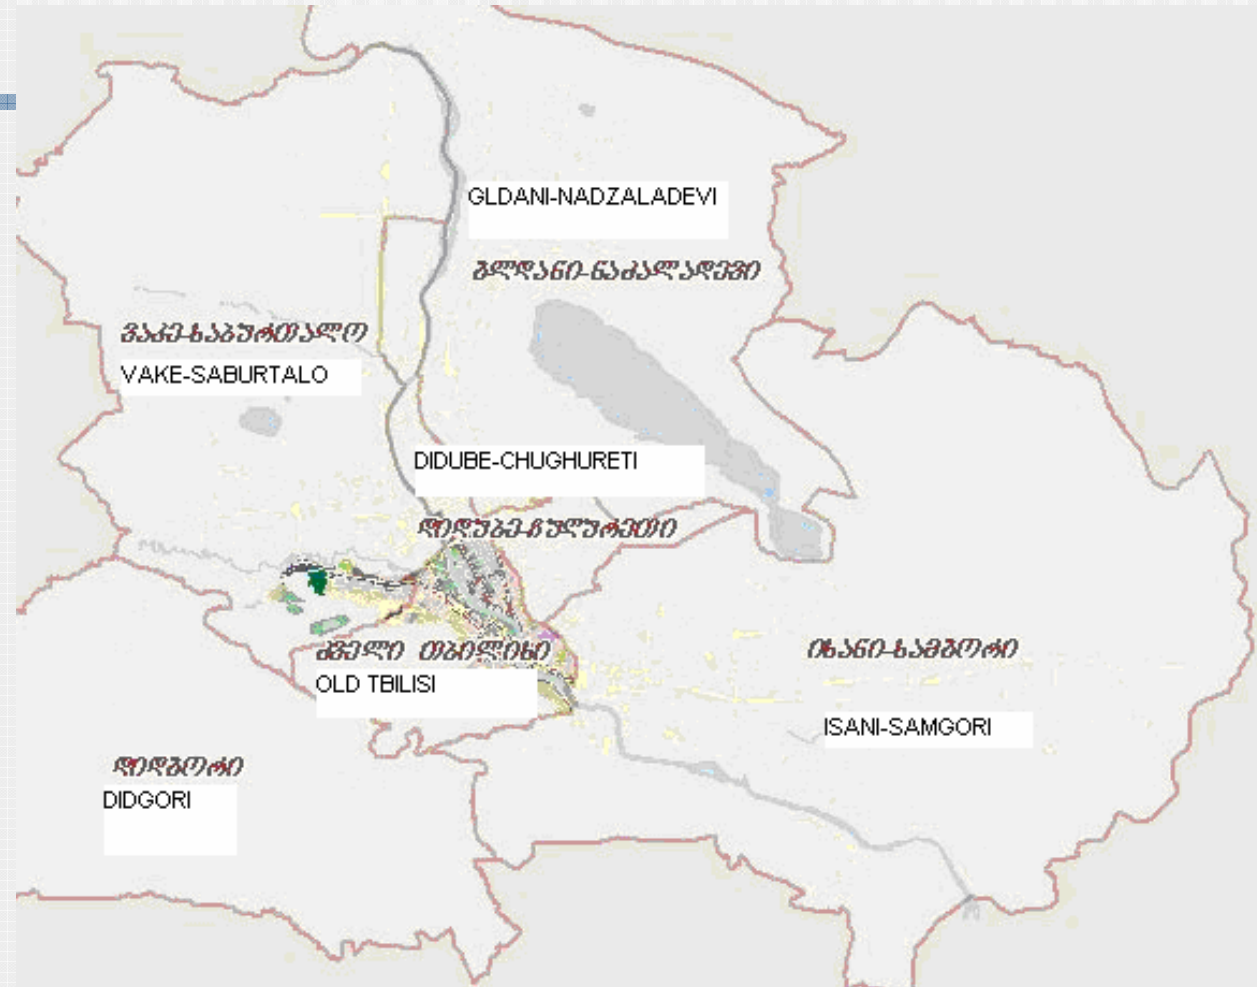 GLDANI-NADZALADEVI
გლდანი-ნაძალადევი
ვაკე-საბურთალო
VAKE-SABURTALO
DIDUBE-CHUGHURETI
დიდუბე-ჩუღურეთი
ძველი თბილისი
OLD TBILISI
ისანი-სამგორი
ISANI-SAMGORI
დიდგორი
DIDGORI